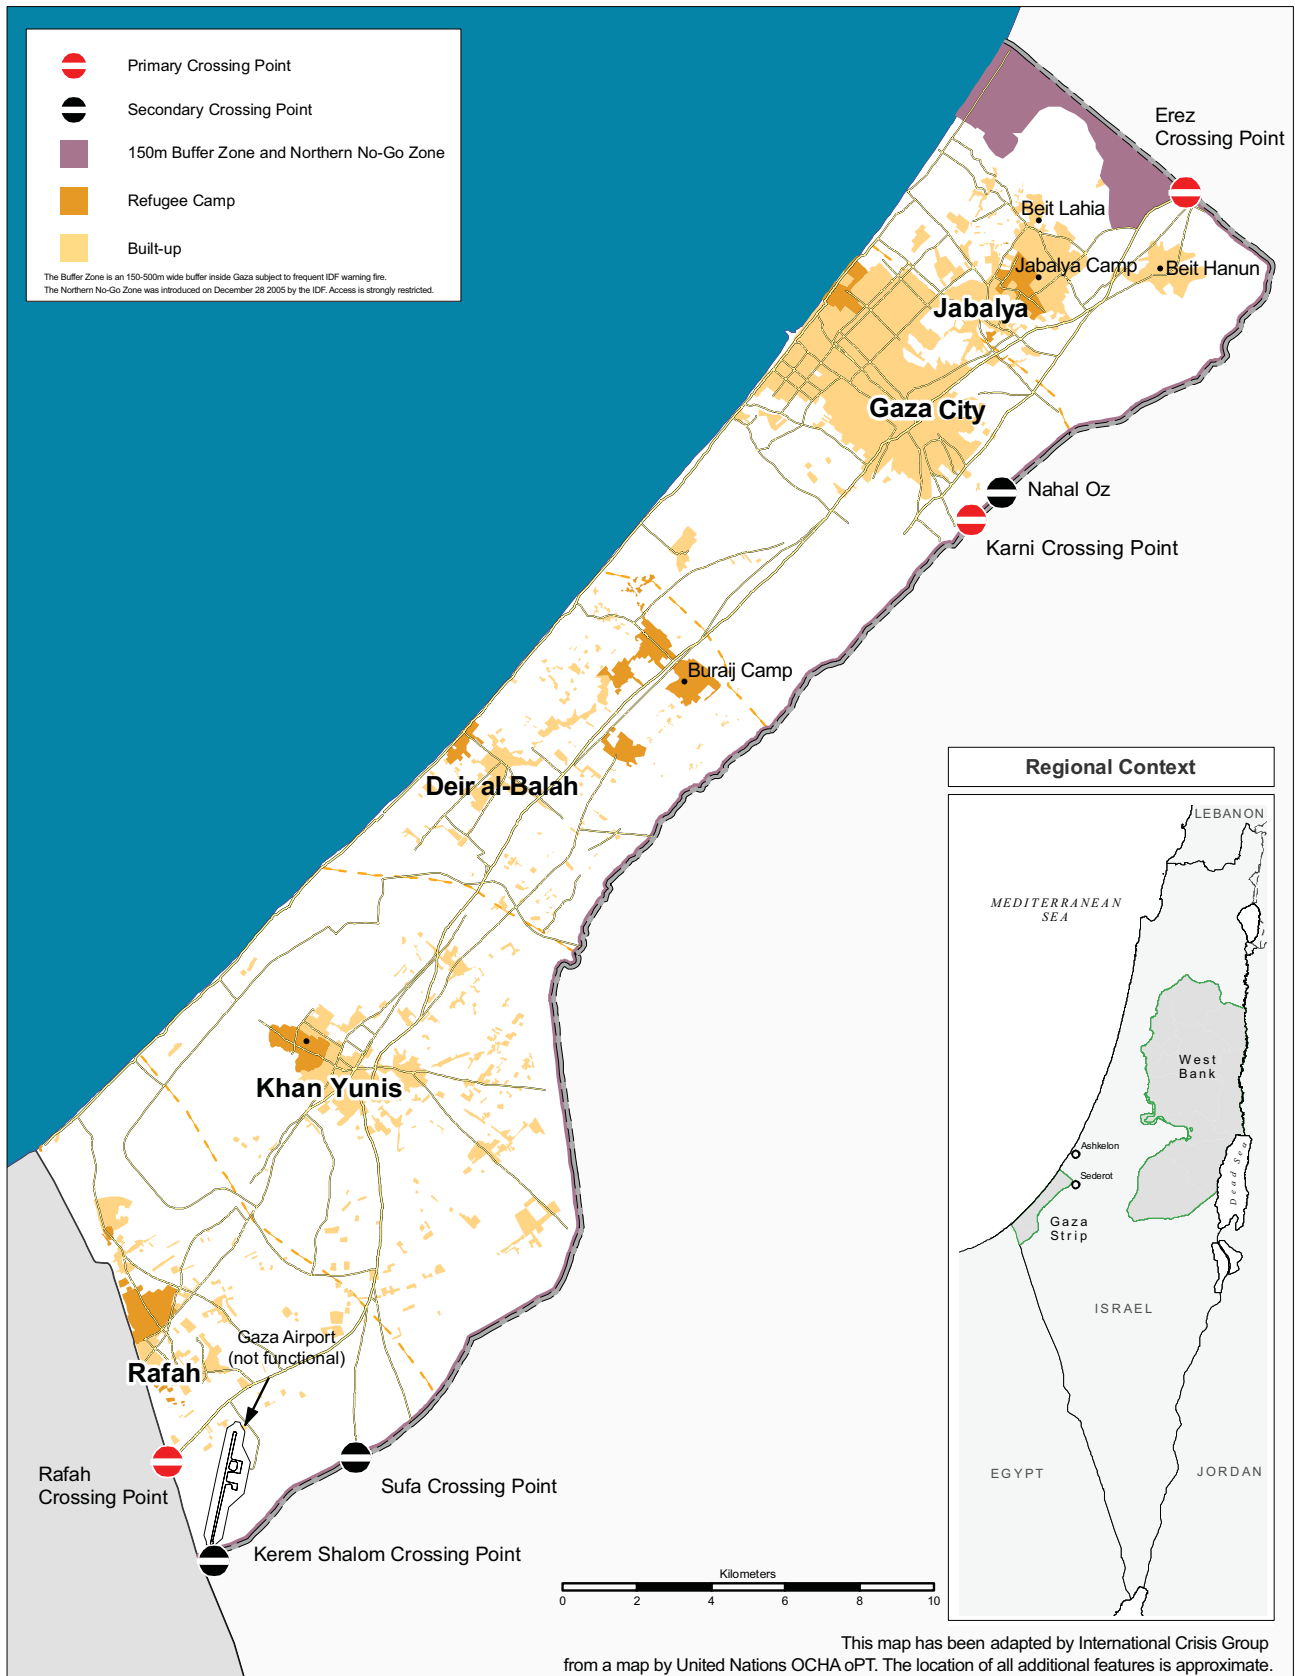 Primary Crossing Point
Secondary Crossing Point
150m Buffer Zone and Northern No-Go Zone
Refugee Camp
Built-up
The Buffer Zone is an 150-500m wide buffer inside Gaza subject to frequent IDF warning fire.
The Northern No-Go Zone was introduced on December 28 2005 by the IDF. Access is strongly restricted.
Erez
Crossing Point
Beit Lahia
Jabalya Camp
Beit Hanun
Jabalya
Gaza City
Nahal Oz
Karni Crossing Point
Buraij Camp
Deir al-Balah
Khan Yunis
Gaza Airport
(not functional)
Rafah
Rafah
Crossing Point
Sufa Crossing Point
Kerem Shalom Crossing Point
Regional Context
LEBANON
MEDITERRANEAN
SEA
West
Bank
Ashkelon
Sederot
Dead Sea
Gaza
Strip
ISRAEL
EGYPT
JORDAN
Kilometers
0 2 4 6 8 10
This map has been adapted by International Crisis Group
from a map by United Nations OCHA oPT. The location of all additional features is approximate.